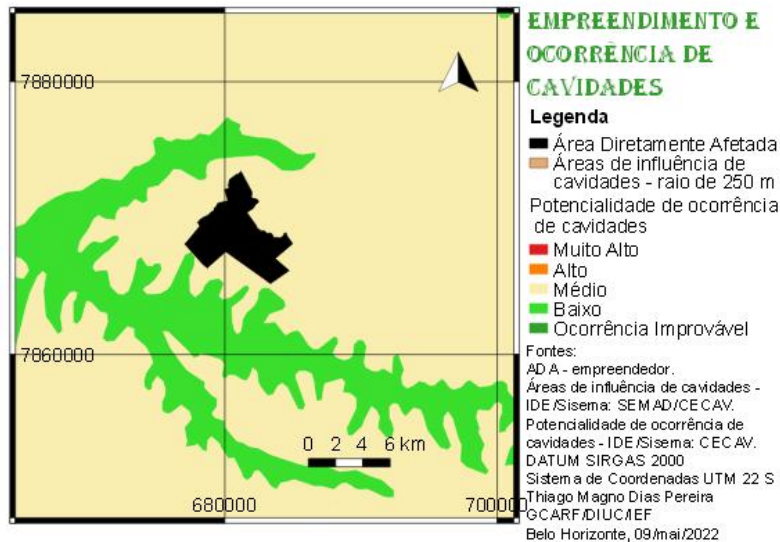 EMPREENDIMENTO E
OCORRÊNCIA DE
CAVIDADES
Legenda
Área Diretamente Afetada
Áreas de influência de
cavidades - raio de 250 m
Potencialidade de ocorrência
de cavidades
Muito Alto
Alto
Médio
Baixo
Ocorrência Improvável
Fontes:
ADA - empreendedor.
Áreas de influência de cavidades -
IDE/Sisema: SEMAD/CECAV.
Potencialidade de ocorrência de
cavidades - IDE/Sisema: CECAV.
DATUM SIRGAS 2000
Sistema de Coordenadas UTM 22 S
Thiago Magno Dias Pereira
GCARF/DIUC/IEF
Belo Horizonte, 09/mai/2022
7880000
7860000
0 2 4 6 km
680000
700000